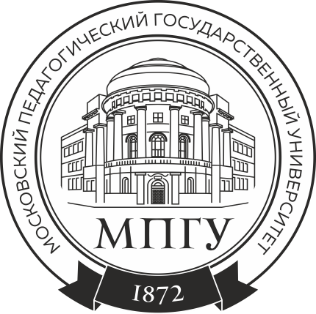 МОСКОВСКИЙ ПЕДАГОГИЧЕСКИЙ ГОСУДАРСТВЕННЫЙ УНИВЕРСИТЕТ
МПГУ
1872